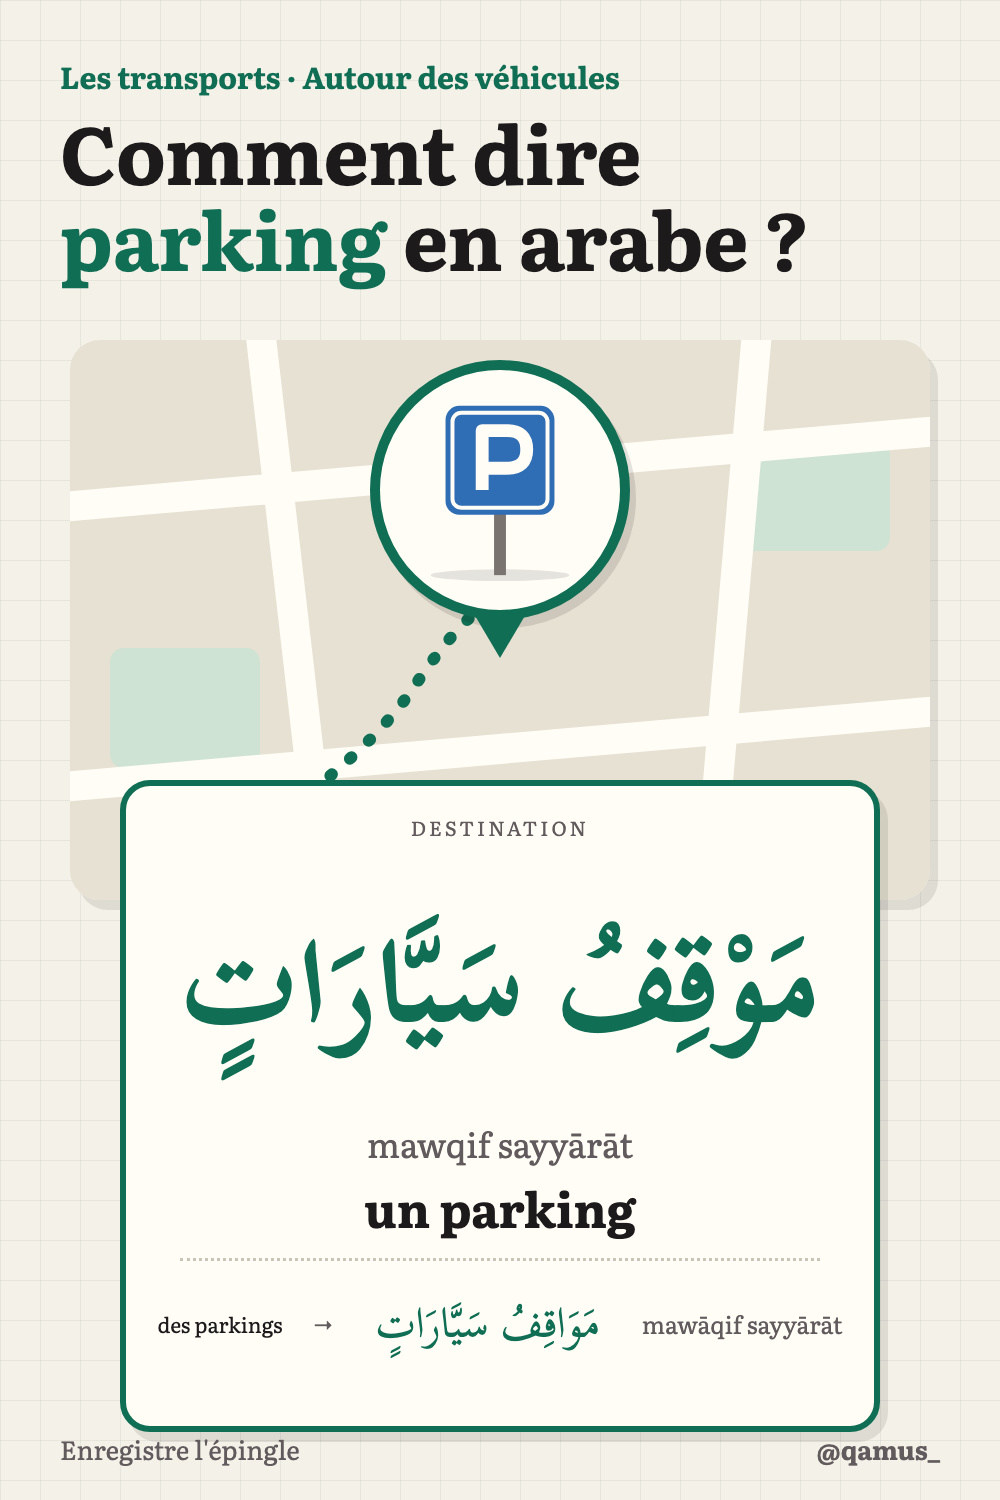 Les transports · Autour des véhicules
Comment dire
parking en arabe ?
P
DESTINATION
مَوْقِفُ سَيَّارَاتٍ
mawqif sayyārāt
un parking
des parkings → مَوَاقِفُ سَيَّارَاتٍ mawāqif sayyārāt
Enregistre l'épingle
@qamus_